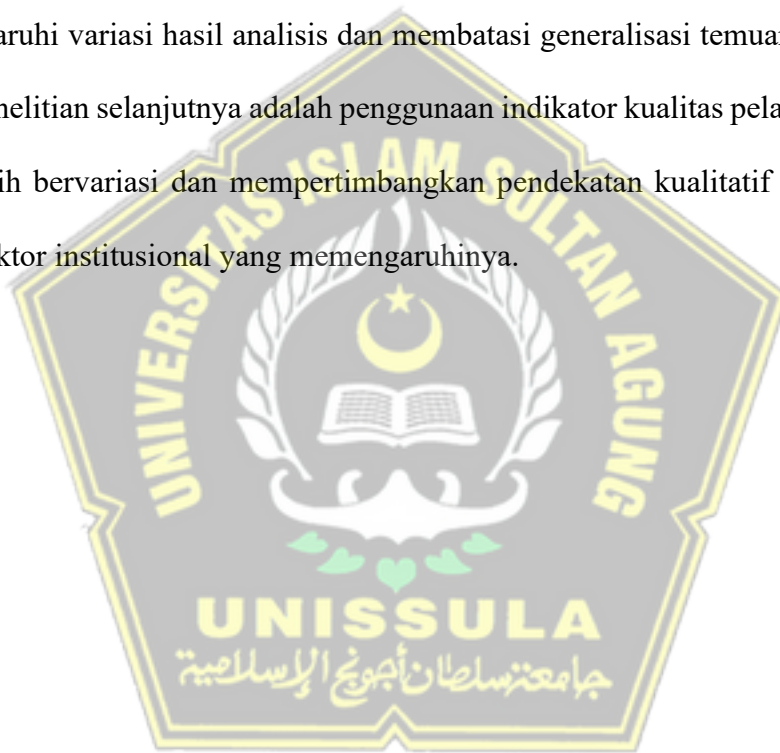 aruhi variasi hasil analisis dan membatasi generalisasi temuan
nelitian selanjutnya adalah penggunaan indikator kualitas pela
ih bervariasi dan mempertimbangkan pendekatan kualitatif
ktor institusional yang memengaruhinya.
UNIVERSITAS ISLAM SULTAN AGUNG
UNISSULA
جامعة سلطان أجونج الإسلامية